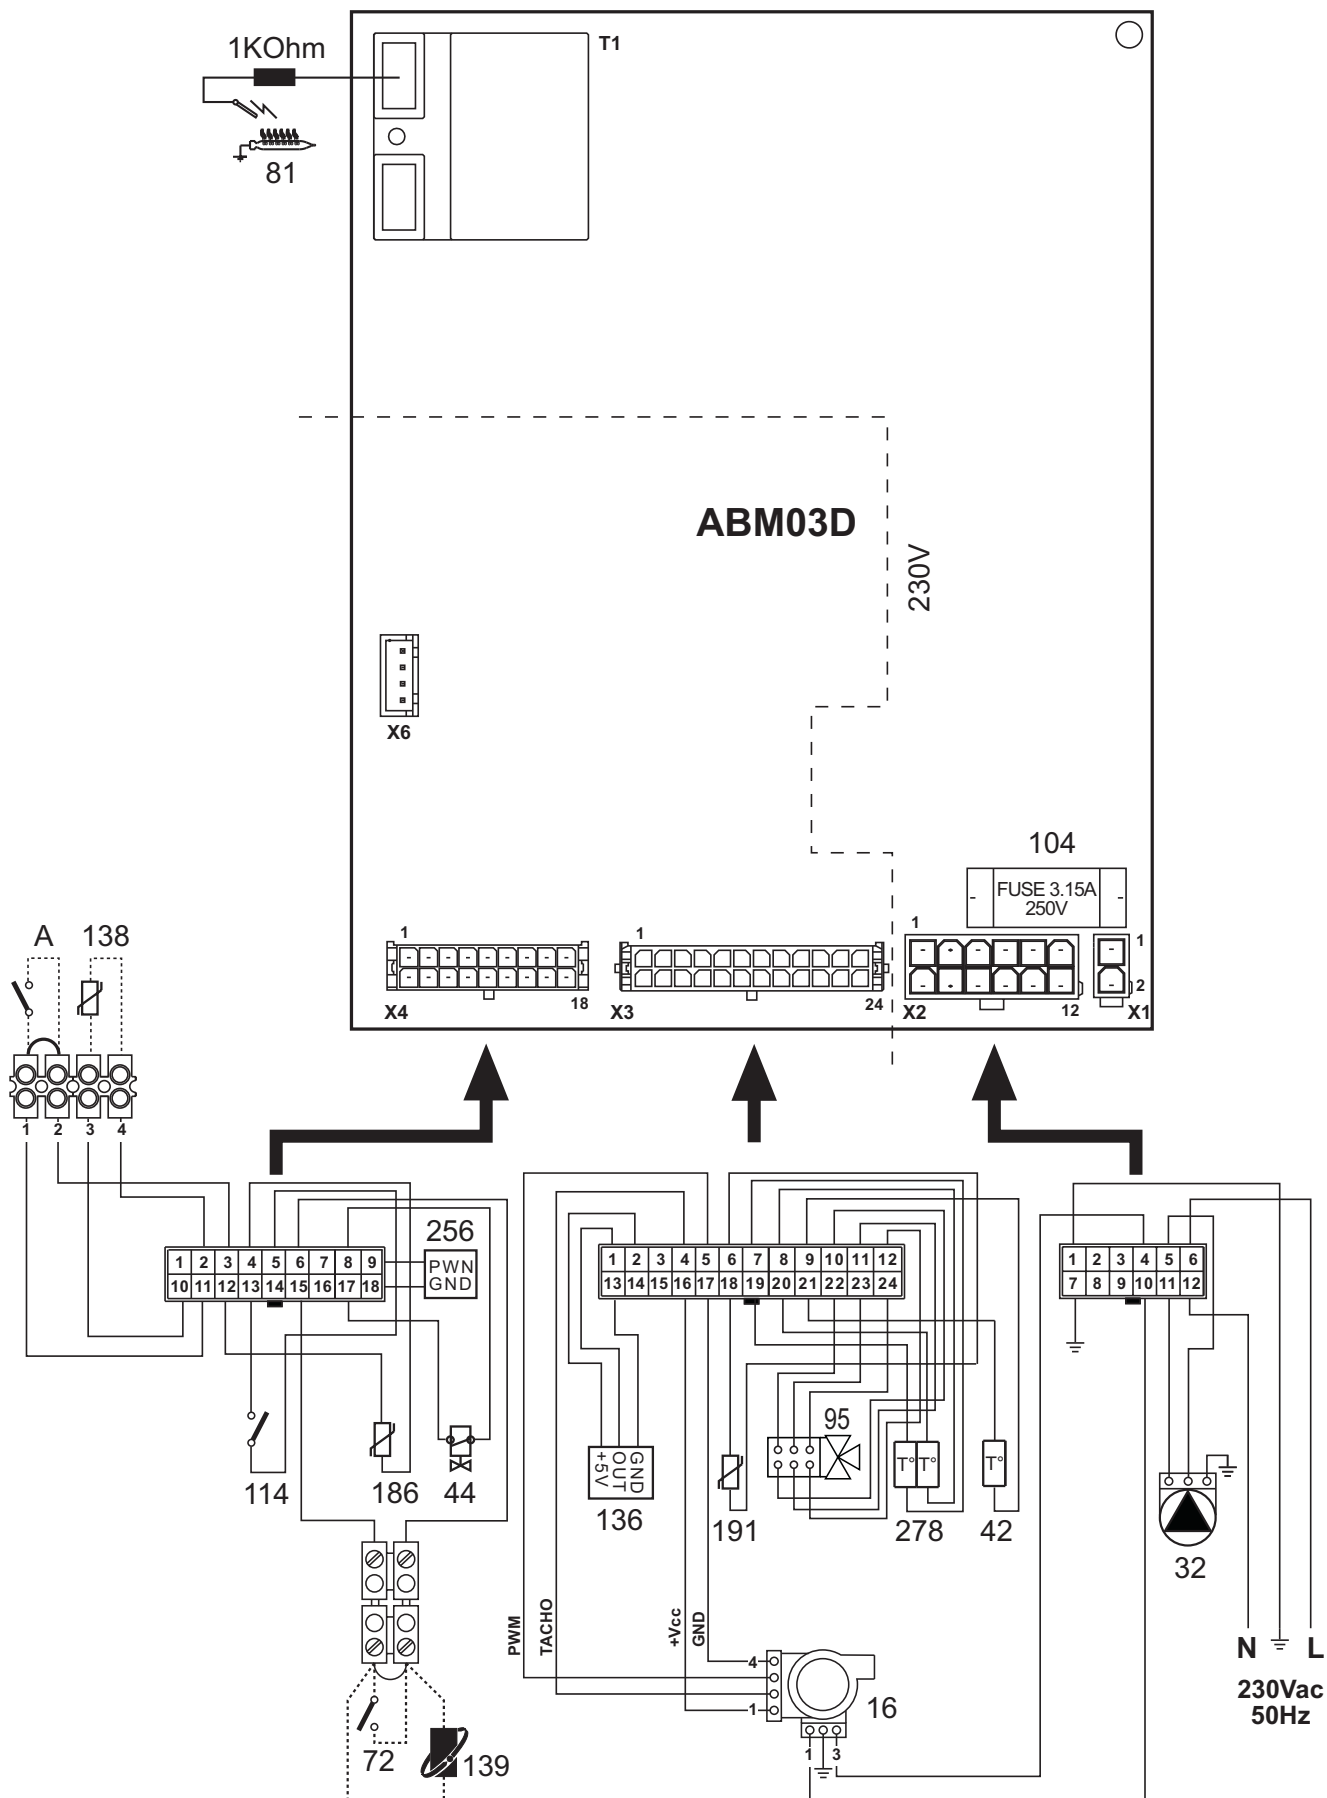 1KOhm
T1
81
ABM03D
230V
X6
104
FUSE 3.15A
250V
A 138
1
1
1
1
18
24
12
2
X4
X3
X2
X1
1 2 3 4
256
PWN
GND
1 2 3 4 5 6 7 8 9
10 11 12 13 14 15 16 17 18
1 2 3 4 5 6 7 8 9 10 11 12
13 14 15 16 17 18 19 20 21 22 23 24
1 2 3 4 5 6
7 8 9 10 11 12
95
GND
OUT
+5V
T° T°
T°
114
186
44
136
191
278
42
32
PWM
TACHO
+Vcc
GND
4
1
16
1 3
N L
230Vac
50Hz
72
139